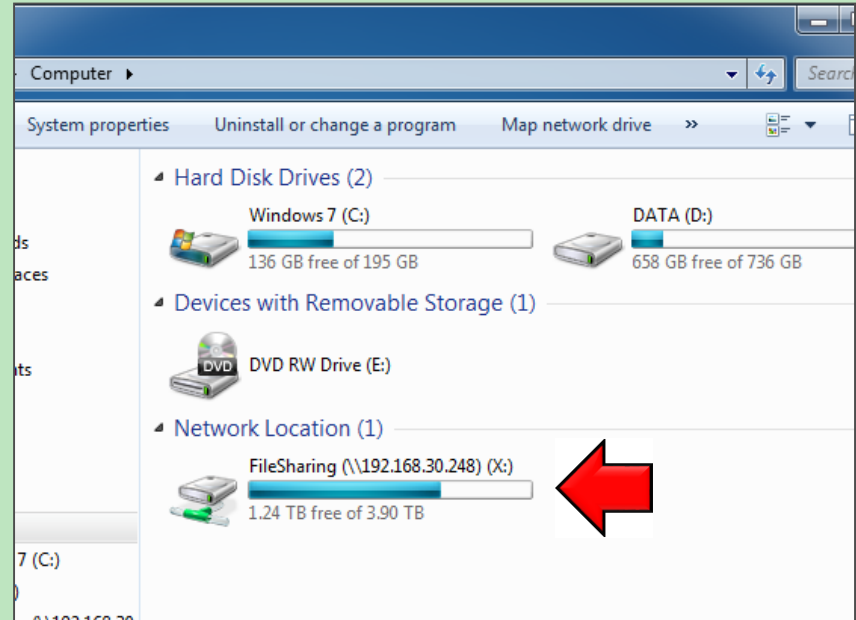 Computer
Search
System properties Uninstall or change a program Map network drive »
Hard Disk Drives (2)
Windows 7 (C:)
136 GB free of 195 GB
DATA (D:)
658 GB free of 736 GB
ds
aces
Devices with Removable Storage (1)
DVD
DVD RW Drive (E:)
nts
Network Location (1)
FileSharing (\\192.168.30.248) (X:)
1.24 TB free of 3.90 TB
7 (C:)
)